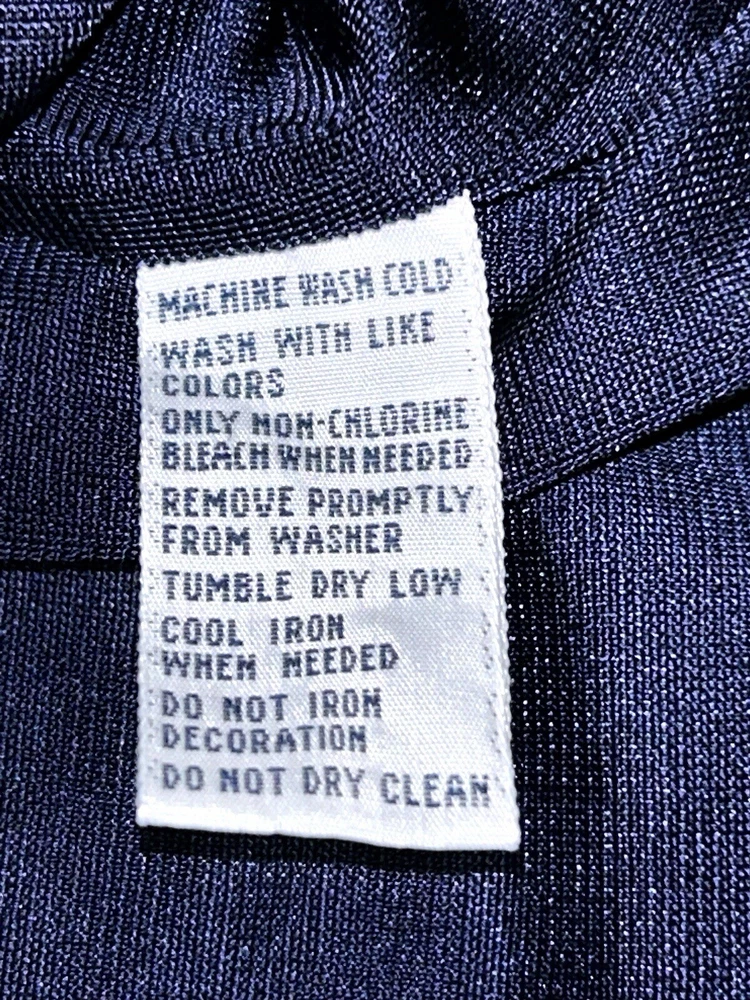 MACHINE WASH COLD
WASH WITH LIKE
COLORS
ONLY NON-CHLORINE
BLEACH WHEN NEEDED
REMOVE PROMPTLY
FROM WASHER
TUMBLE DRY LOW
COOL IRON
WHEN NEEDED
DO NOT IRON
DECORATION
DO NOT DRY CLEAN